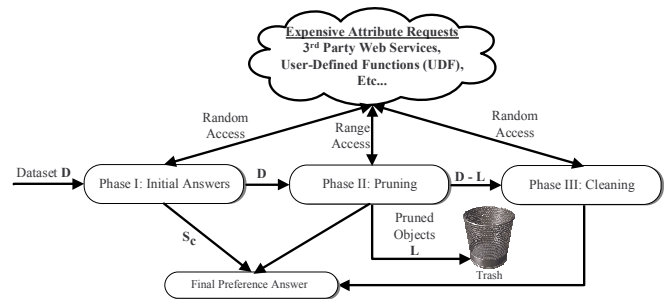 Expensive Attribute Requests
3rd Party Web Services,
User-Defined Functions (UDF),
Etc...
Random
Access
Range
Access
Random
Access
Dataset D
Phase I: Initial Answers
D
Phase II: Pruning
D - L
Phase III: Cleaning
Sc
Pruned
Objects
L
Trash
Final Preference Answer